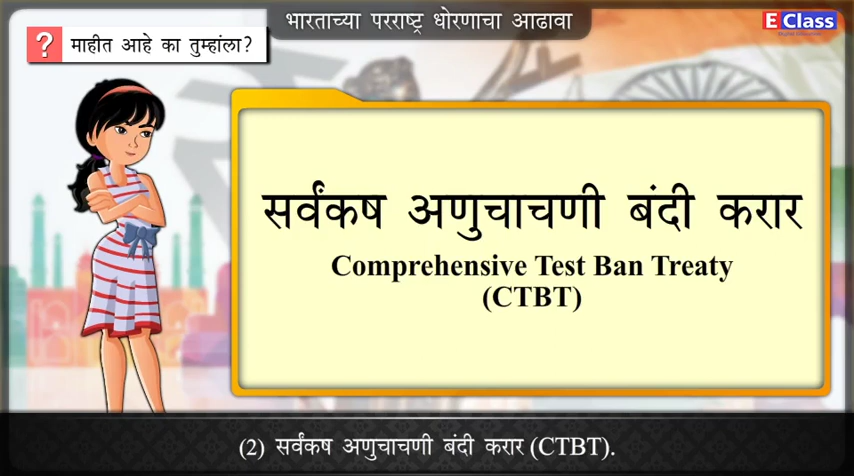 भारताच्या परराष्ट्र धोरणाचा आढावा
E Class
? माहीत आहे का तुम्हांला?
सर्वंकष अणुचाचणी बंदी करार
Comprehensive Test Ban Treaty
(CTBT)
(2) सर्वंकष अणुचाचणी बंदी करार (CTBT).